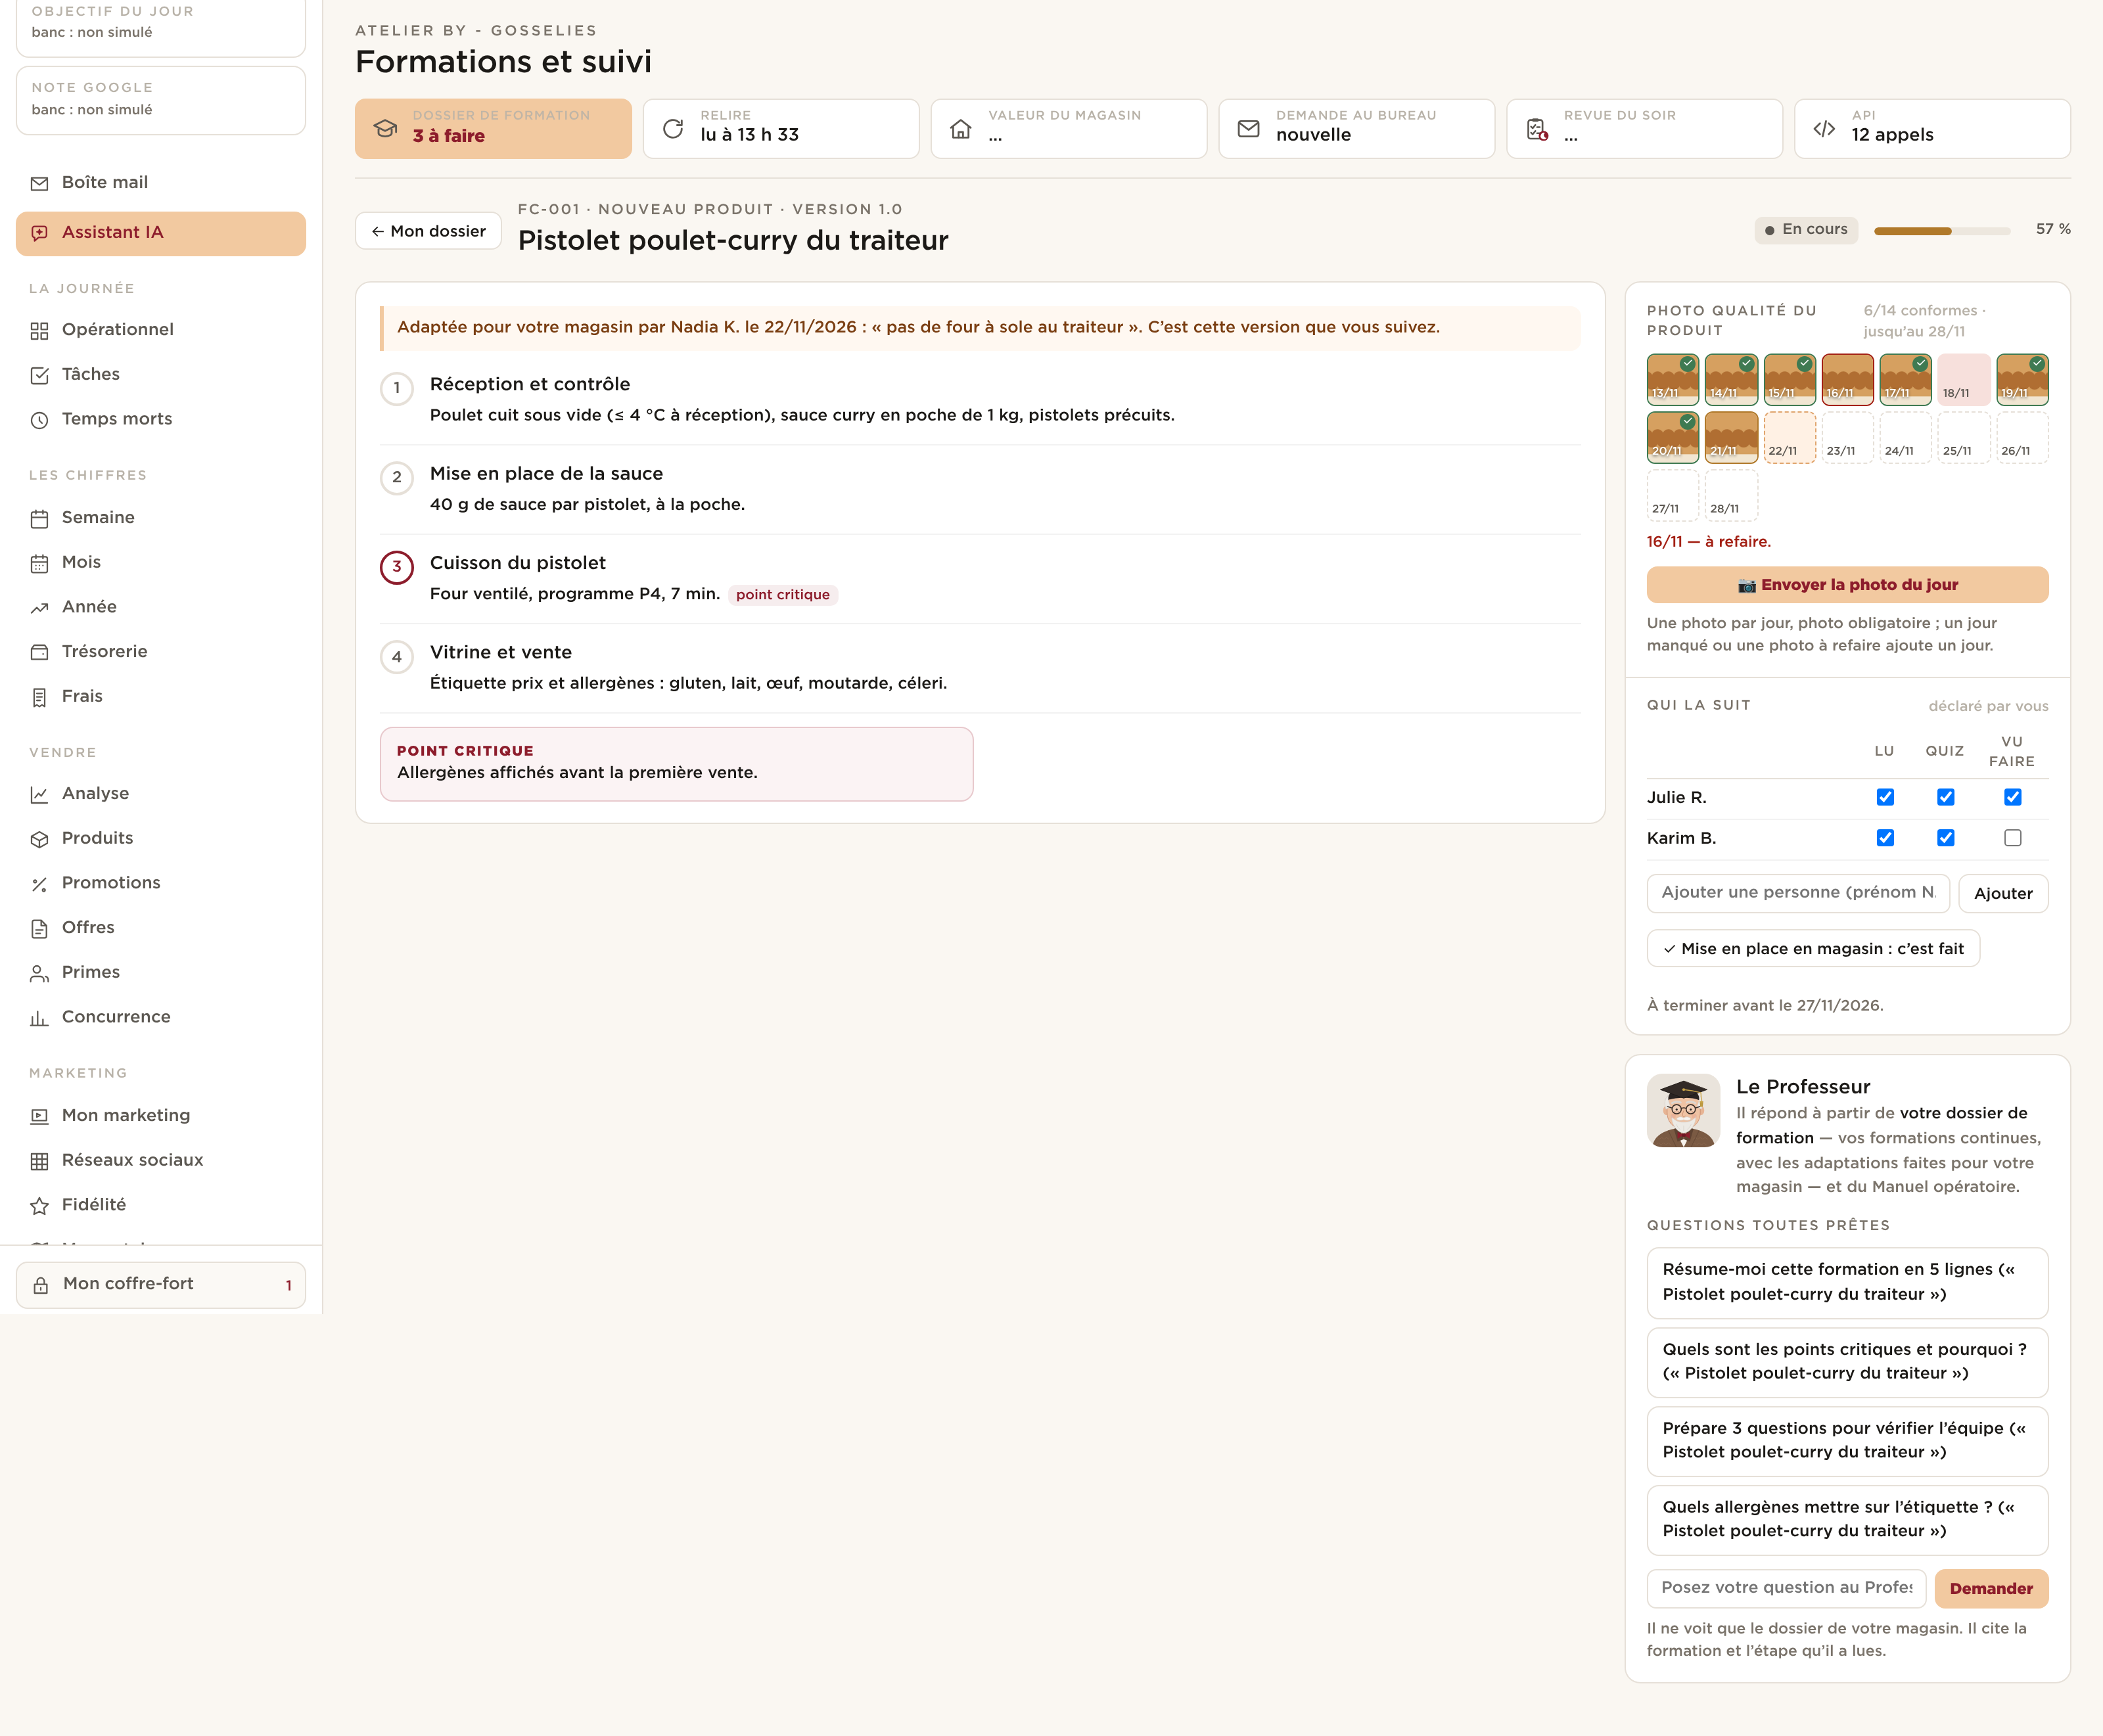 OBJECTIF DU JOUR
banc : non simulé
NOTE GOOGLE
banc : non simulé
Boîte mail
Assistant IA
LA JOURNÉE
Opérationnel
Tâches
Temps morts
LES CHIFFRES
Semaine
Mois
Année
Trésorerie
Frais
VENDRE
Analyse
Produits
Promotions
Offres
Primes
Concurrence
MARKETING
Mon marketing
Réseaux sociaux
Fidélité
Mon coffre-fort
1
ATELIER BY - GOSSELIES
Formations et suivi
DOSSIER DE FORMATION
3 à faire
RELIRE
lu à 13 h 33
VALEUR DU MAGASIN
...
DEMANDE AU BUREAU
nouvelle
REVUE DU SOIR
...
API
12 appels
← Mon dossier
FC-001 · NOUVEAU PRODUIT · VERSION 1.0
Pistolet poulet-curry du traiteur
En cours
57 %
Adaptée pour votre magasin par Nadia K. le 22/11/2026 : « pas de four à sole au traiteur ». C’est cette version que vous suivez.
1
Réception et contrôle
Poulet cuit sous vide (≤ 4 °C à réception), sauce curry en poche de 1 kg, pistolets précuits.
2
Mise en place de la sauce
40 g de sauce par pistolet, à la poche.
3
Cuisson du pistolet
Four ventilé, programme P4, 7 min. point critique
4
Vitrine et vente
Étiquette prix et allergènes : gluten, lait, œuf, moutarde, céleri.
POINT CRITIQUE
Allergènes affichés avant la première vente.
PHOTO QUALITÉ DU
PRODUIT
6/14 conformes ·
jusqu’au 28/11
13/11 14/11 15/11 16/11 17/11 18/11 19/11
20/11 21/11 22/11 23/11 24/11 25/11 26/11
27/11 28/11
16/11 — à refaire.
Envoyer la photo du jour
Une photo par jour, photo obligatoire ; un jour
manqué ou une photo à refaire ajoute un jour.
QUI LA SUIT
déclaré par vous
LU QUIZ VU
FAIRE
Julie R.
Karim B.
Ajouter une personne (prénom N.
Ajouter
✓ Mise en place en magasin : c’est fait
À terminer avant le 27/11/2026.
Le Professeur
Il répond à partir de votre dossier de
formation — vos formations continues,
avec les adaptations faites pour votre
magasin — et du Manuel opératoire.
QUESTIONS TOUTES PRÊTES
Résume-moi cette formation en 5 lignes («
Pistolet poulet-curry du traiteur »)
Quels sont les points critiques et pourquoi ?
(« Pistolet poulet-curry du traiteur »)
Prépare 3 questions pour vérifier l’équipe («
Pistolet poulet-curry du traiteur »)
Quels allergènes mettre sur l’étiquette ? («
Pistolet poulet-curry du traiteur »)
Posez votre question au Profes
Demander
Il ne voit que le dossier de votre magasin. Il cite la
formation et l’étape qu’il a lues.